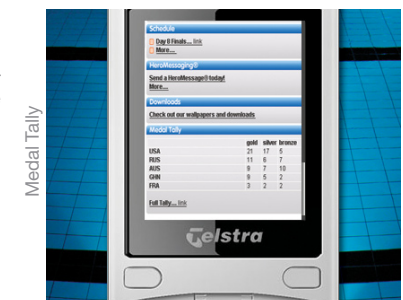 Medal Tally
Schedule
Day 8 Finals... link
More...
HeroMessaging®
Send a HeroMessage® today!
More...
Downloads
Check out our wallpapers and downloads
Medal Tally
gold silver bronze
USA 21 17 5
RUS 11 6 7
AUS 9 7 10
GHN 9 5 2
FRA 3 2 2
Full Tally... link
Telstra